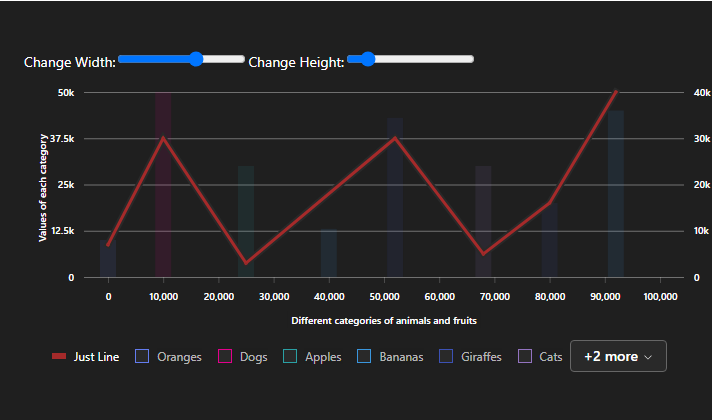 Change Width: Change Height:
50k 40k
37.5k 30k
25k 20k
12.5k 10k
0 0
Values of each category
0 10,000 20,000 30,000 40,000 50,000 60,000 70,000 80,000 90,000 100,000
Different categories of animals and fruits
Just Line Oranges Dogs Apples Bananas Giraffes Cats +2 more